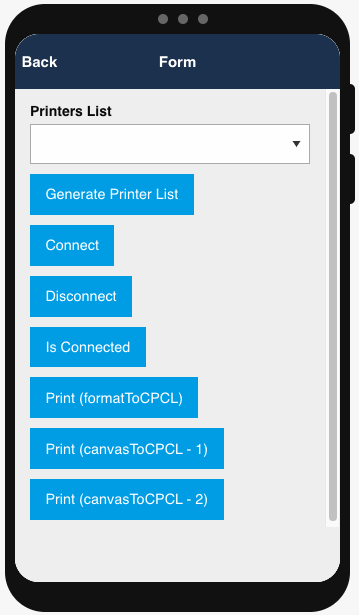 Back Form
Printers List
Generate Printer List
Connect
Disconnect
Is Connected
Print (formatToCPCL)
Print (canvasToCPCL - 1)
Print (canvasToCPCL - 2)